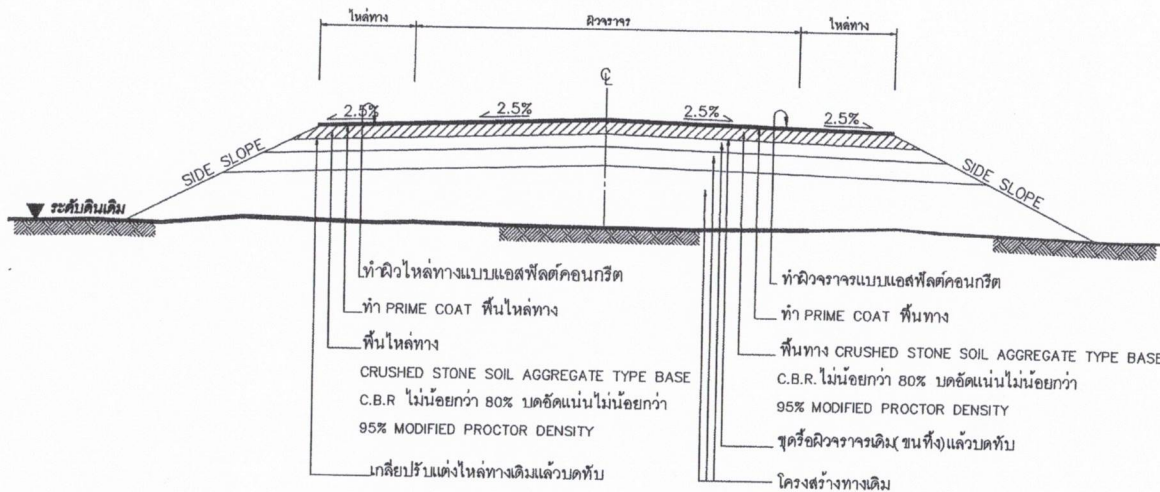 ไหล่ทาง ผิวจราจร ไหล่ทาง
℄
2.5% 2.5% 2.5% 2.5%
SIDE SLOPE SIDE SLOPE
ระดับดินเดิม
ทำผิวไหล่ทางแบบแอสฟัลต์คอนกรีต
ทำ PRIME COAT พื้นไหล่ทาง
พื้นไหล่ทาง
CRUSHED STONE SOIL AGGREGATE TYPE BASE
C.B.R ไม่น้อยกว่า 80% บดอัดแน่นไม่น้อยกว่า
95% MODIFIED PROCTOR DENSITY
เกลี่ยปรับแต่งไหล่ทางเดิมแล้วบดทับ
ทำผิวจราจรแบบแอสฟัลต์คอนกรีต
ทำ PRIME COAT พื้นทาง
พื้นทาง CRUSHED STONE SOIL AGGREGATE TYPE BASE
C.B.R. ไม่น้อยกว่า 80% บดอัดแน่นไม่น้อยกว่า
95% MODIFIED PROCTOR DENSITY
ขุดรื้อผิวจราจรเดิม(ขนทิ้ง)แล้วบดทับ
โครงสร้างทางเดิม